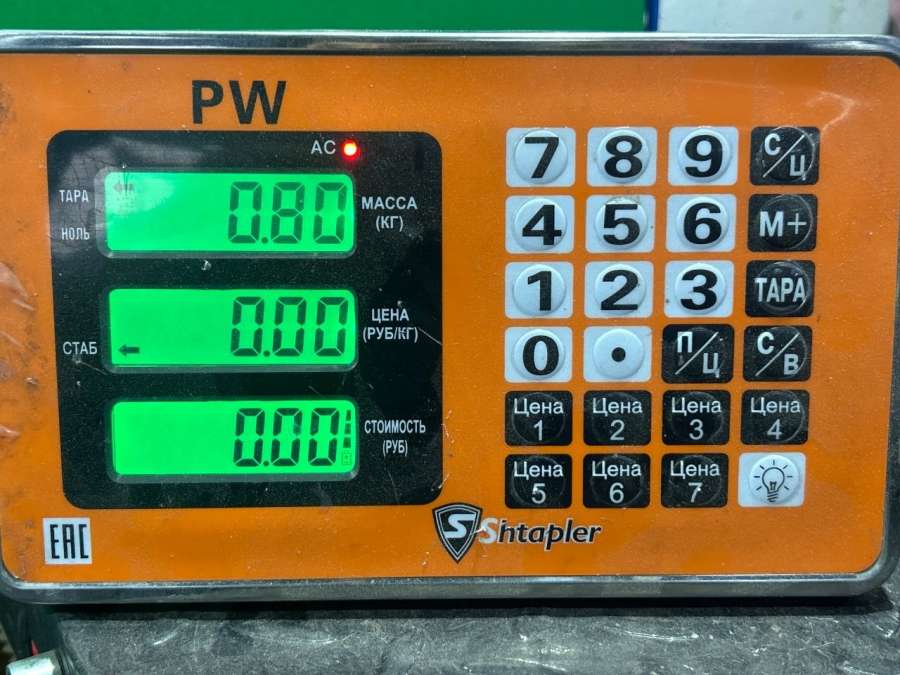 PW
AC
ТАРА
НОЛЬ
0.80
МАССА
(КГ)
СТАБ
0.00
ЦЕНА
(РУБ/КГ)
0.00
СТОИМОСТЬ
(РУБ)
7 8 9 С/Ц
4 5 6 М+
1 2 3 ТАРА
0 • П/Ц С/В
Цена 1 Цена 2 Цена 3 Цена 4
Цена 5 Цена 6 Цена 7
EAC
S Shtapler